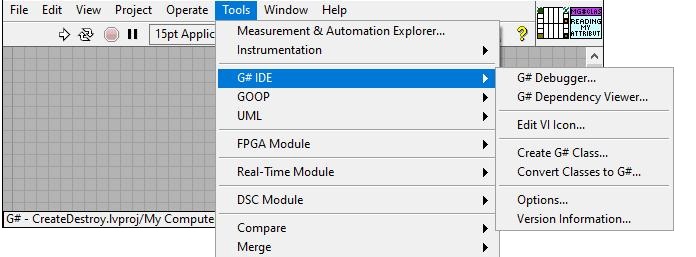 File Edit View Project Operate Tools Window Help
15pt Applic
?
MG#CLAS
READING
MY
ATTRIBUT
Measurement & Automation Explorer...
Instrumentation
G# IDE
GOOP
UML
FPGA Module
Real-Time Module
DSC Module
Compare
Merge
G# Debugger...
G# Dependency Viewer...
Edit VI Icon...
Create G# Class...
Convert Classes to G#...
Options...
Version Information...
G# - CreateDestroy.lvproj/My Compute